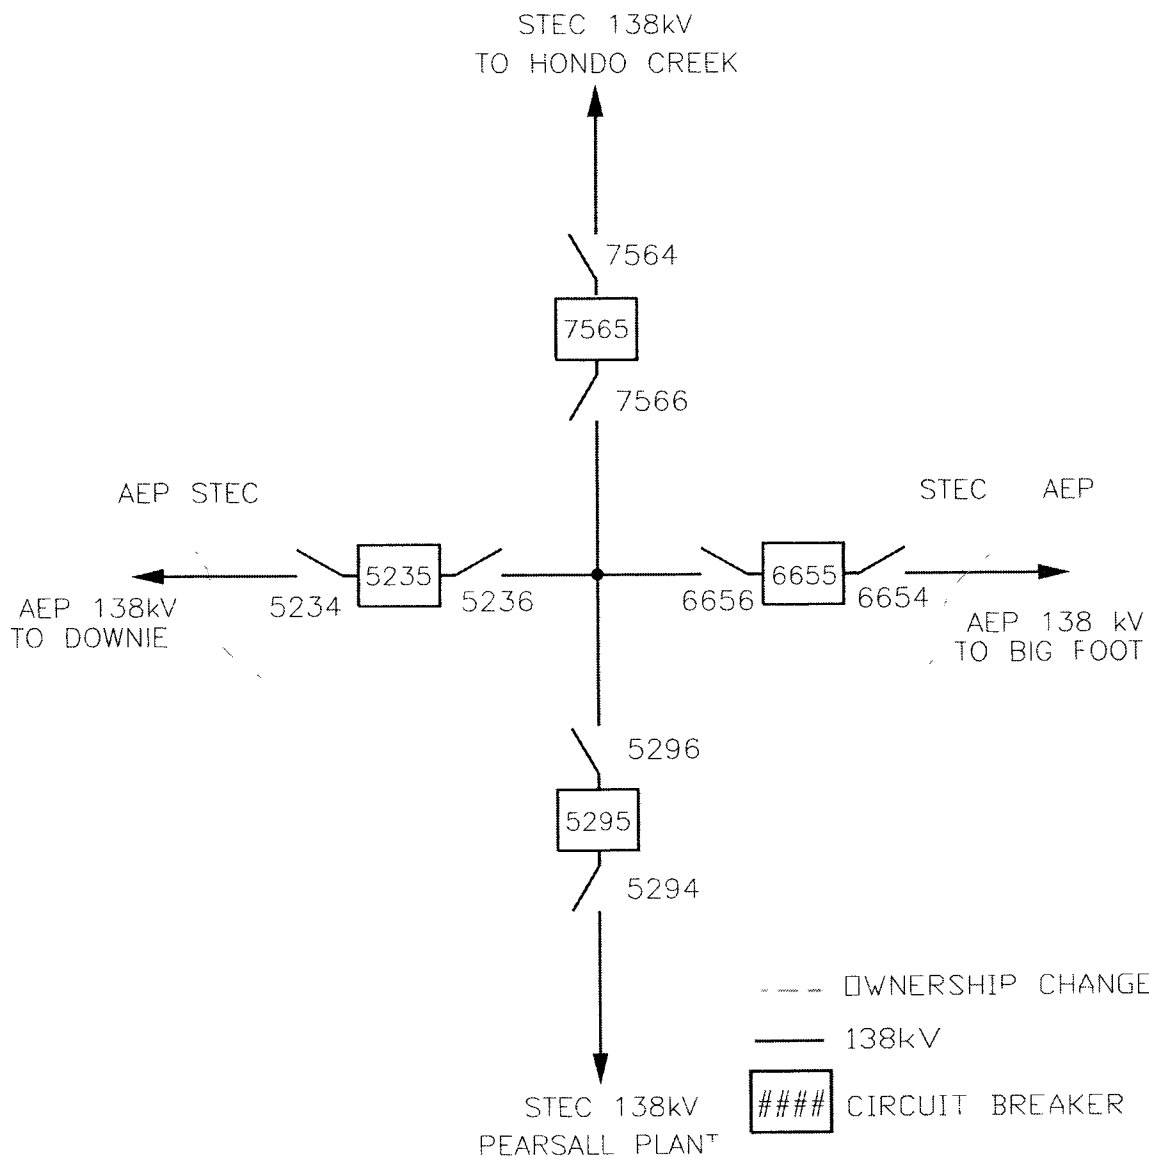 STEC 138kV
TO HONDO CREEK
7564
7565
7566
AEP STEC
STEC AEP
5234
5235
5236
6656
6655
6654
AEP 138kV
TO DOWNIE
AEP 138 kV
TO BIG FOOT
5296
5295
5294
STEC 138kV
PEARSALL PLANT
OWNERSHIP CHANGE
138kV
#### CIRCUIT BREAKER